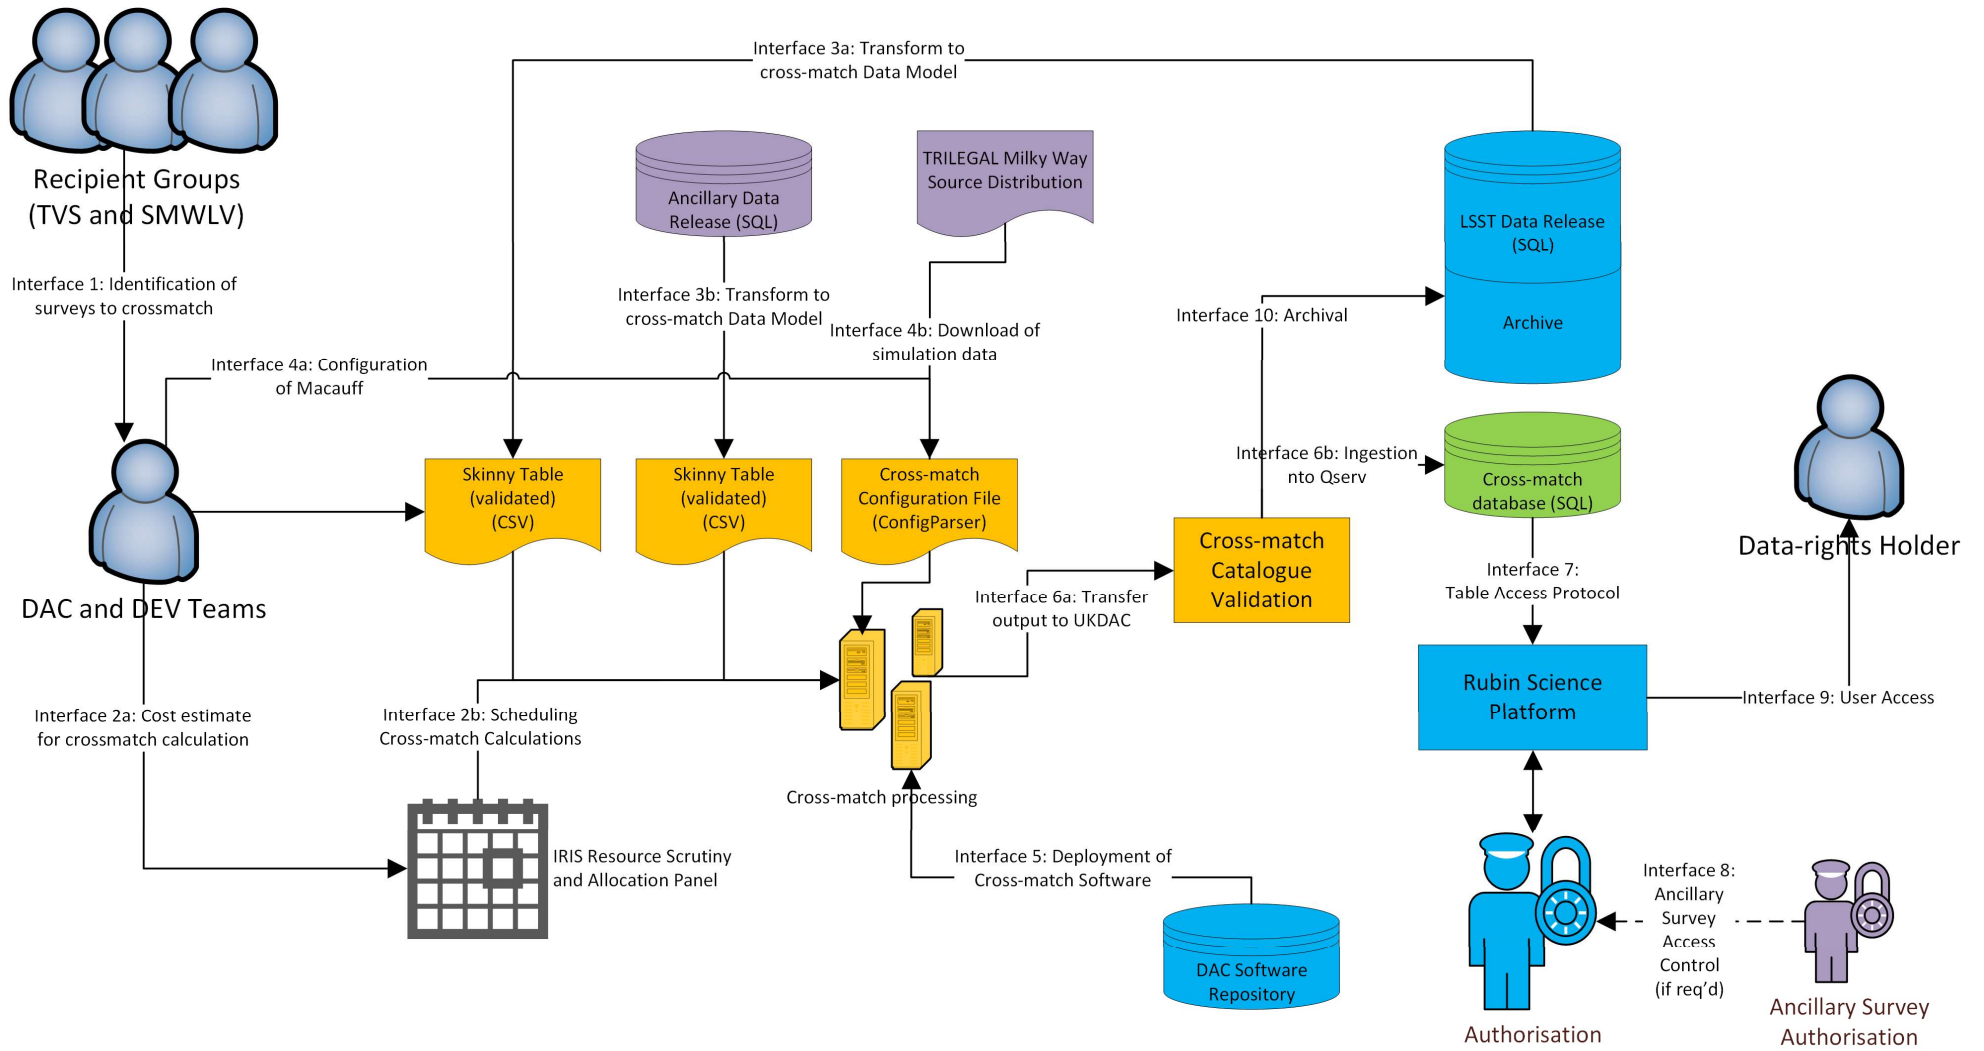 Recipient Groups
(TVS and SMWLV)
Interface 1: Identification of
surveys to crossmatch
Interface 3a: Transform to
cross-match Data Model
Ancillary Data
Release (SQL)
TRILEGAL Milky Way
Source Distribution
LSST Data Release
(SQL)
Archive
Interface 3b: Transform to
cross-match Data Model
Interface 4b: Download of
simulation data
Interface 10: Archival
Interface 4a: Configuration
of Macauff
DAC and DEV Teams
Skinny Table
(validated)
(CSV)
Skinny Table
(validated)
(CSV)
Cross-match
Configuration File
(ConfigParser)
Interface 6b: Ingestion
nto Qserv
Cross-match
database (SQL)
Data-rights Holder
Cross-match
Catalogue
Validation
Interface 6a: Transfer
output to UKDAC
Interface 7:
Table Access Protocol
Rubin Science
Platform
Interface 9: User Access
Interface 2a: Cost estimate
for crossmatch calculation
Interface 2b: Scheduling
Cross-match Calculations
Cross-match processing
IRIS Resource Scrutiny
and Allocation Panel
Interface 5: Deployment of
Cross-match Software
DAC Software
Repository
Interface 8:
Ancillary
Survey
Access
Control
(if req'd)
Authorisation
Ancillary Survey
Authorisation